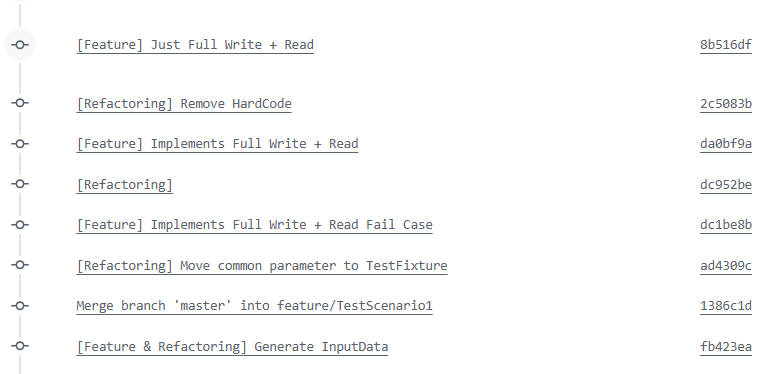 [Feature] Just Full Write + Read 8b516df
[Refactoring] Remove HardCode 2c5083b
[Feature] Implements Full Write + Read da0bf9a
[Refactoring] dc952be
[Feature] Implements Full Write + Read Fail Case dc1be8b
[Refactoring] Move common parameter to TestFixture ad4309c
Merge branch 'master' into feature/TestScenario1 1386c1d
[Feature & Refactoring] Generate InputData fb423ea